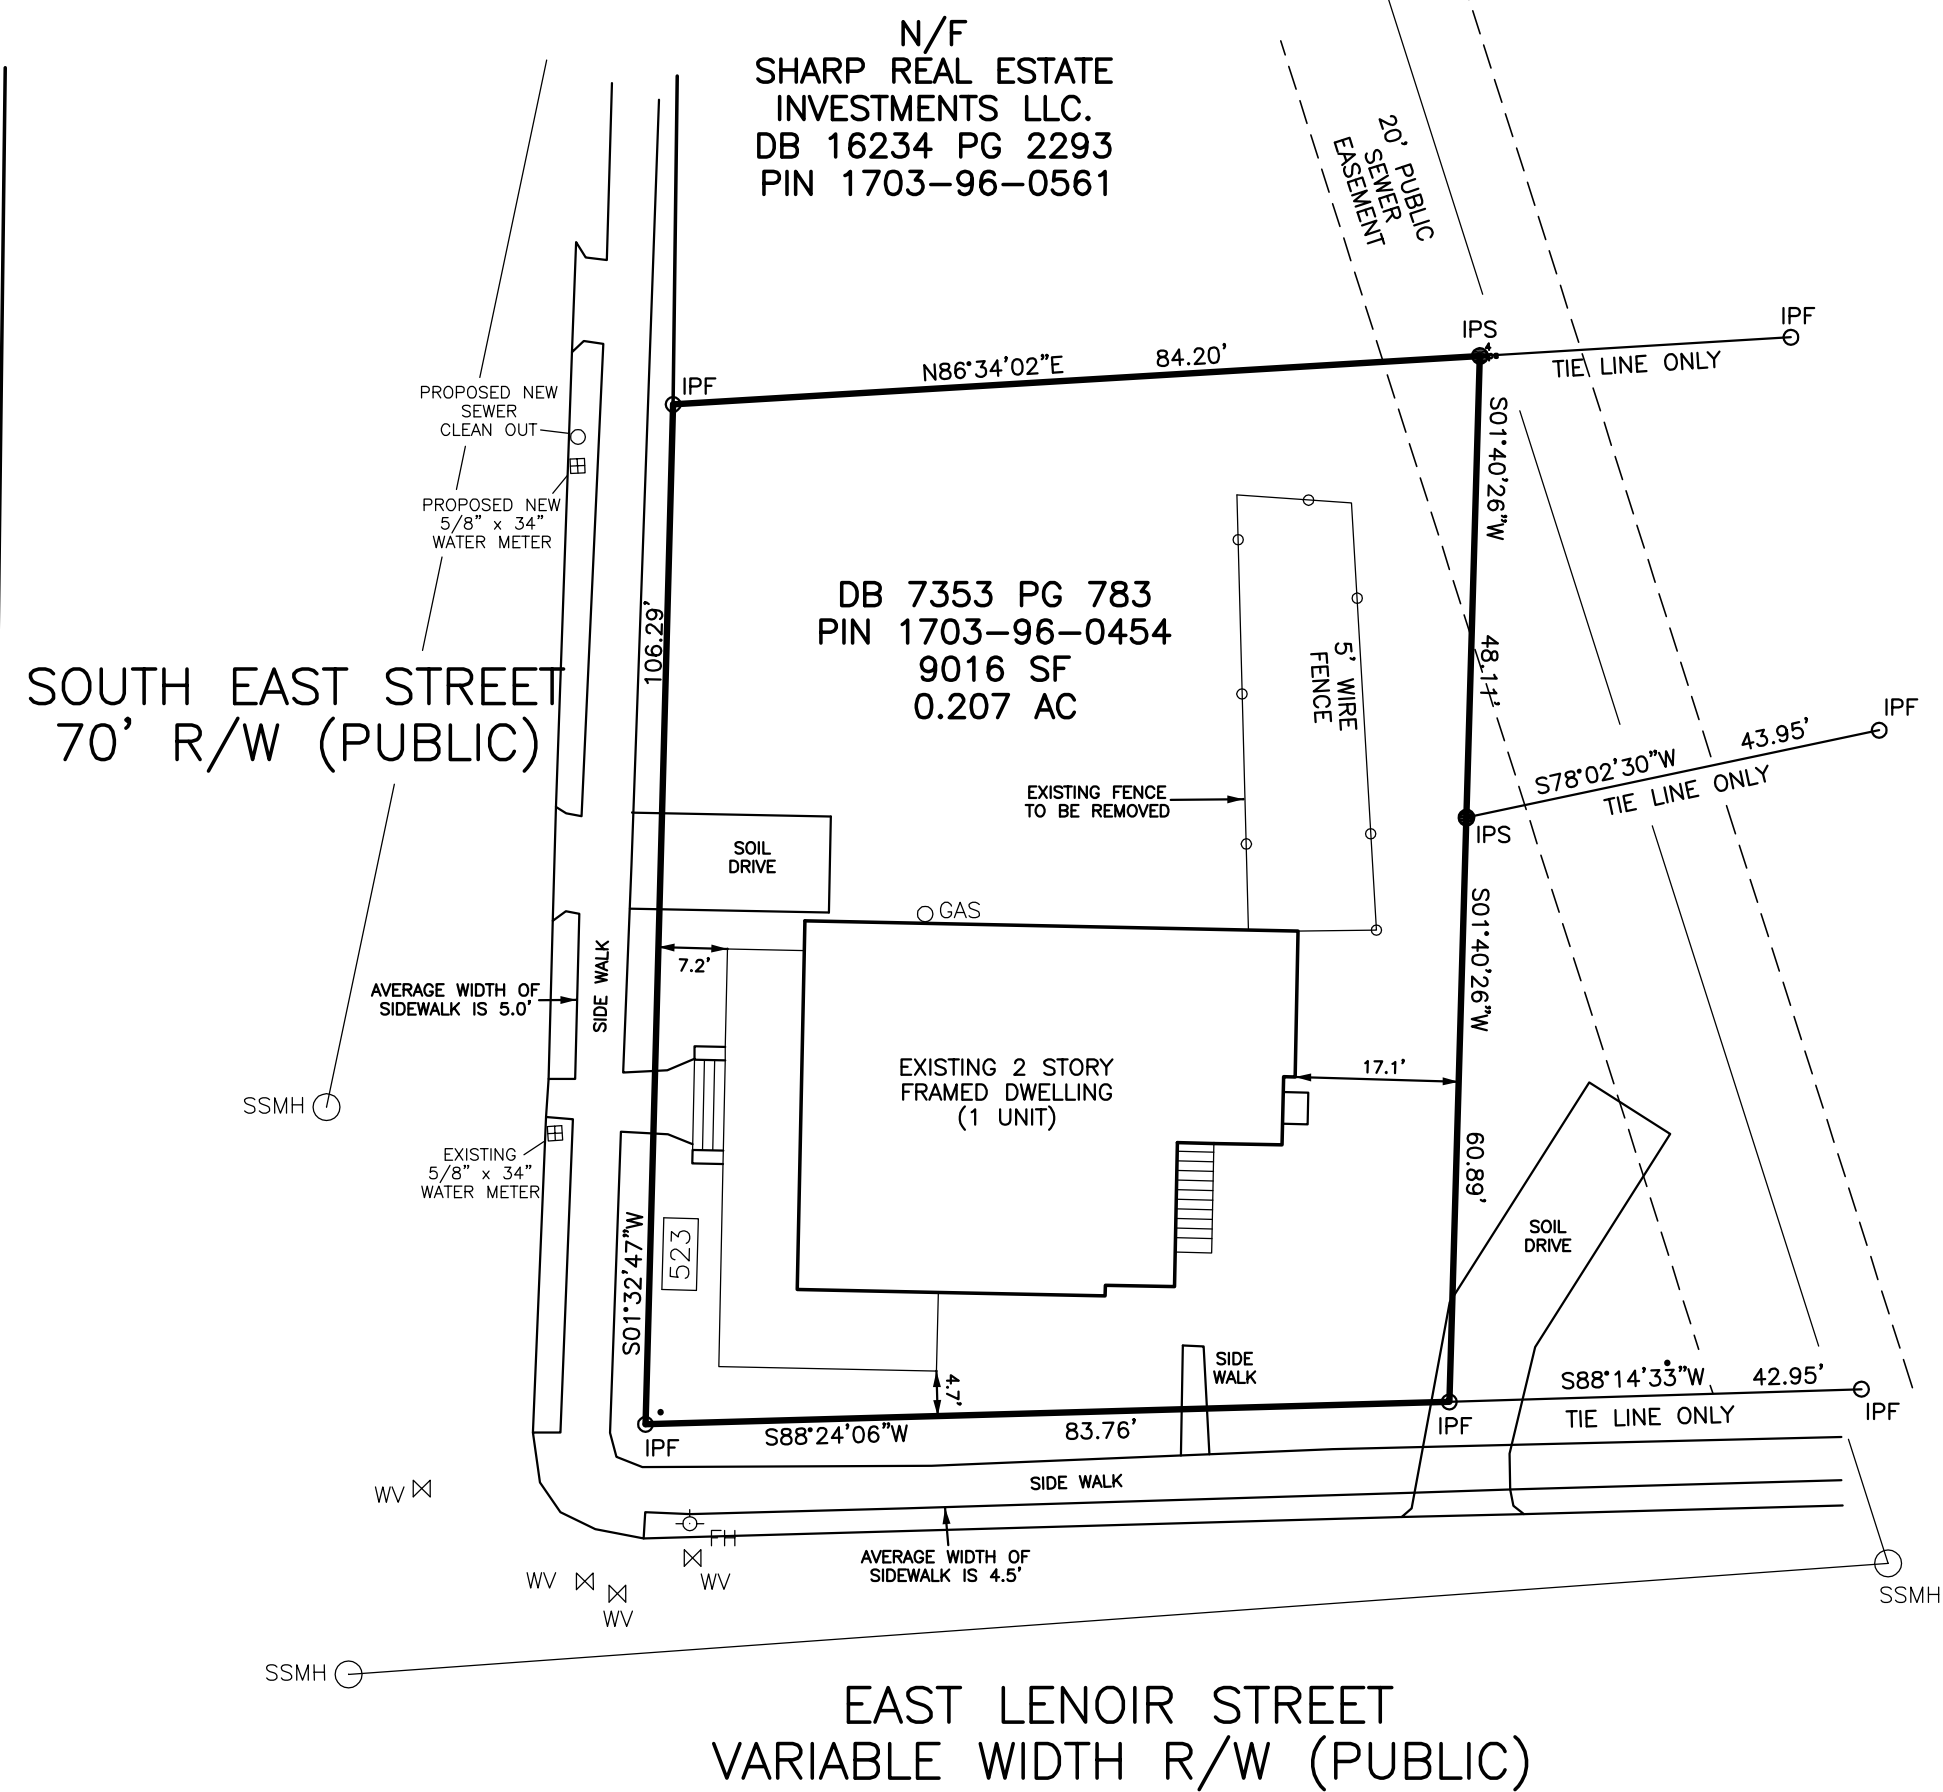 N/F
SHARP REAL ESTATE
INVESTMENTS LLC.
DB 16234 PG 2293
PIN 1703-96-0561
20' PUBLIC
SEWER
EASEMENT
IPS
IPF
TIE LINE ONLY
N86°34'02"E
84.20'
IPF
PROPOSED NEW
SEWER
CLEAN OUT
PROPOSED NEW
5/8" x 34"
WATER METER
S01°40'26"W
48.11'
106.29'
DB 7353 PG 783
PIN 1703-96-0454
9016 SF
0.207 AC
5' WIRE
FENCE
SOUTH EAST STREET
70' R/W (PUBLIC)
IPF
S78°02'30"W
43.95'
TIE LINE ONLY
IPS
EXISTING FENCE
TO BE REMOVED
SOIL
DRIVE
GAS
7.2'
SIDE WALK
AVERAGE WIDTH OF
SIDEWALK IS 5.0'
S01°40'26"W
60.89'
EXISTING 2 STORY
FRAMED DWELLING
(1 UNIT)
17.1'
SSMH
EXISTING
5/8" x 34"
WATER METER
523
S01°32'47"W
SOIL
DRIVE
SIDE
WALK
4.7'
S88°14'33"W
42.95'
TIE LINE ONLY
IPF
IPF
IPF
S88°24'06"W
83.76'
SIDE WALK
WV
FH
WV
WV
WV
AVERAGE WIDTH OF
SIDEWALK IS 4.5'
SSMH
SSMH
EAST LENOIR STREET
VARIABLE WIDTH R/W (PUBLIC)